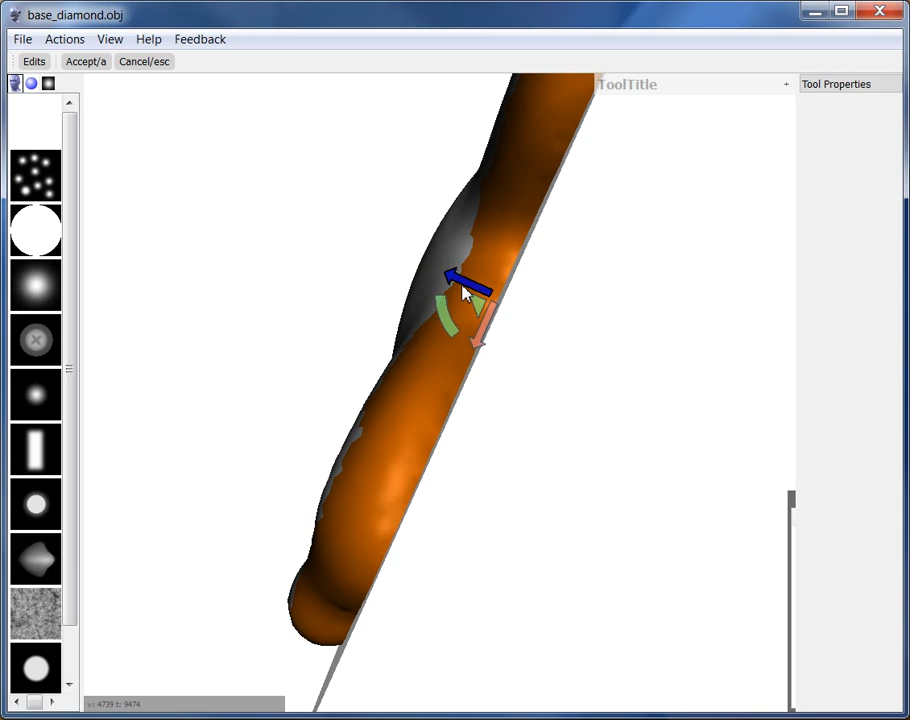 base_diamond.obj
File Actions View Help Feedback
Edits Accept/a Cancel/esc
ToolTitle +
Tool Properties
v: 4739 t: 9474